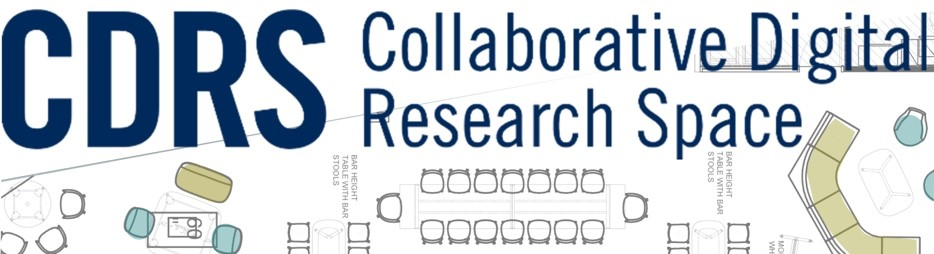 CDRS
Collaborative Digital
Research Space
BAR HEIGHT
TABLE WITH BAR
STOOLS
BAR HEIGHT
TABLE WITH BAR
STOOLS